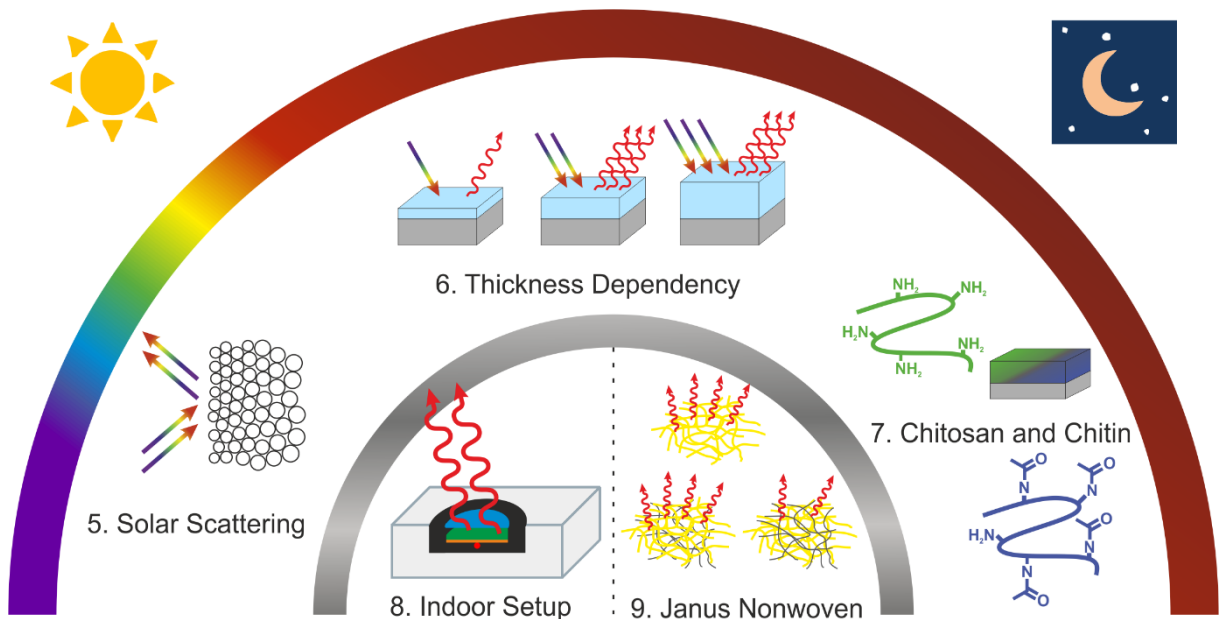 6. Thickness Dependency
NH₂
NH₂
H₂N
NH₂
NH₂
5. Solar Scattering
7. Chitosan and Chitin
O
O
N
N
O
H₂N
N
N
O
8. Indoor Setup
9. Janus Nonwoven